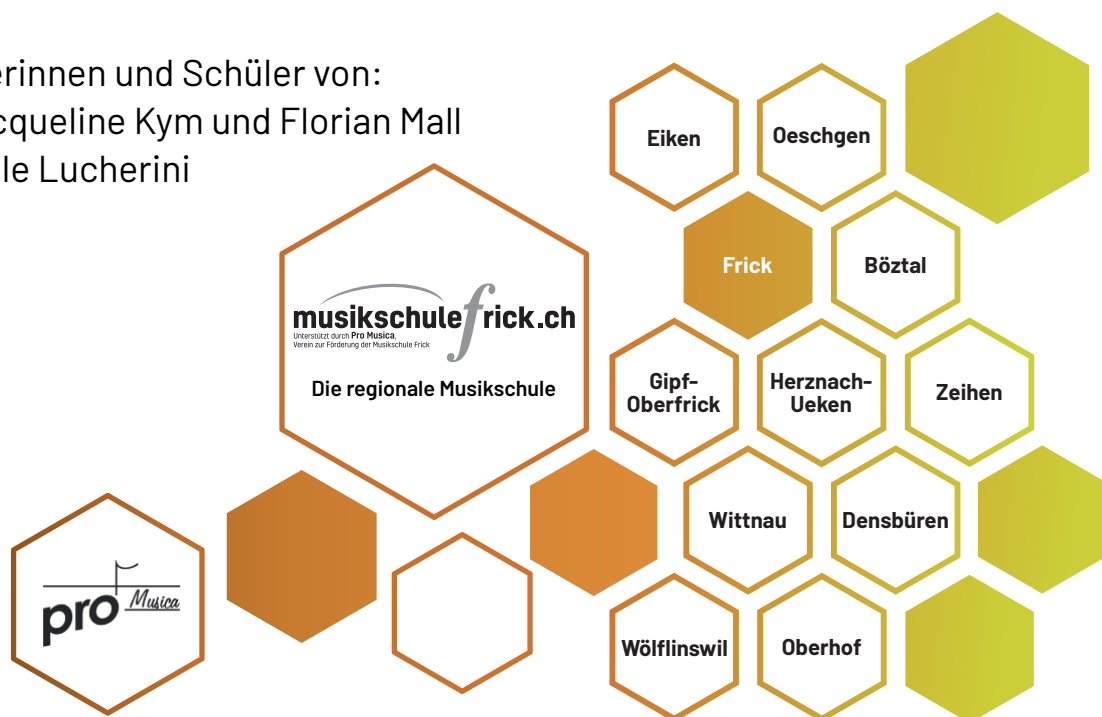 erinnen und Schüler von:
cqueline Kym und Florian Mall
le Lucherini
Eiken
Oeschgen
Frick
Böztal
musikschulefrick.ch
Unterstützt durch Pro Musica,
Verein zur Förderung der Musikschule Frick
Die regionale Musikschule
Gipf-
Oberfrick
Herznach-
Ueken
Zeihen
Wittnau
Densbüren
pro Musica
Wölflinswil
Oberhof